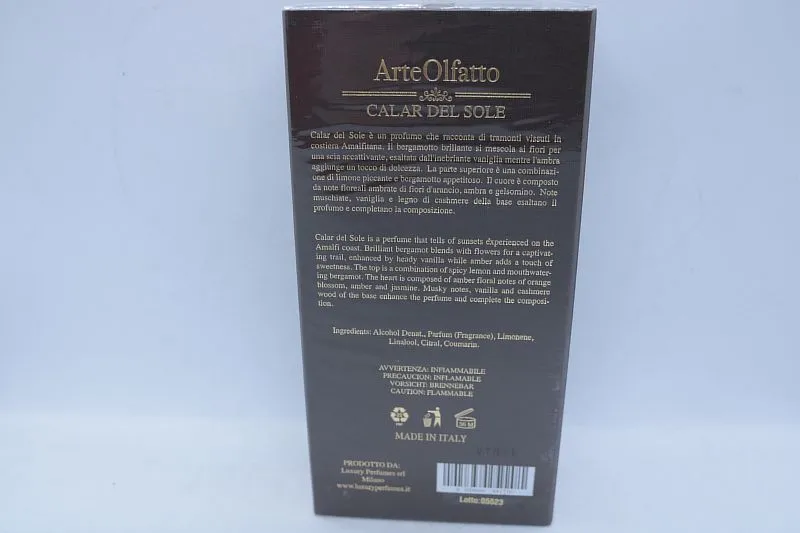 ArteOlfatto
CALAR DEL SOLE
Calar del Sole è un profumo che racconta di tramonti vissuti in
costiera Amalfitana. Il bergamotto brillante si mescola ai fiori per
una scia accattivante, esaltato dall'inebriante vaniglia mentre l'ambra
aggiunge un tocco di dolcezza. La parte superiore è una combinazi-
one di limone piccante e bergamotto appetitoso. Il cuore è composto
da note floreali ambrate di fiori d'arancio, ambra e gelsomino. Note
muschiate, vaniglia e legno di cashmere della base esaltano il
profumo e completano la composizione.
Calar del Sole is a perfume that tells of sunsets experienced on the
Amalfi coast. Brilliant bergamot blends with flowers for a captivat-
ing trail, enhanced by heady vanilla while amber adds a touch of
sweetness. The top is a combination of spicy lemon and mouthwater-
ing bergamot. The heart is composed of amber floral notes of orange
blossom, amber and jasmine. Musky notes, vanilla and cashmere
wood of the base enhance the perfume and complete the composi-
tion.
Ingredients: Alcohol Denat., Parfum (Fragrance), Limonene,
Linalool, Citral, Coumarin.
AVVERTENZA: INFIAMMABILE
PRECAUCION: INFLAMABLE
VORSICHT: BRENNEBAR
CAUTION: FLAMMABLE
36 M
MADE IN ITALY
PRODOTTO DA:
Luxury Perfumes srl
Milano
www.luxuryperfumes.it
Lotto:05523